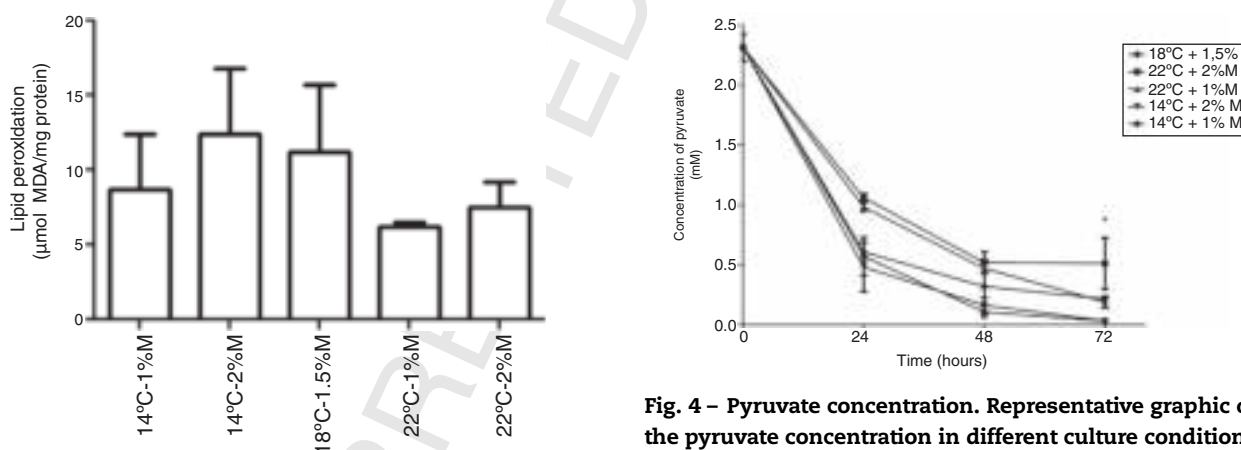 20
15
10
5
0
Lipid peroxidation
(μmol MDA/mg protein)
14ºC-1%M
14ºC-2%M
18ºC-1.5%M
22ºC-1%M
22ºC-2%M
2.5
2.0
1.5
1.0
0.5
0.0
Concentration of pyruvate
(mM)
0
24
48
72
Time (hours)
18ºC + 1,5%
22ºC + 2%M
22ºC + 1%M
14ºC + 2% M
14ºC + 1% M
Fig. 4 – Pyruvate concentration. Representative graphic
the pyruvate concentration in different culture condition